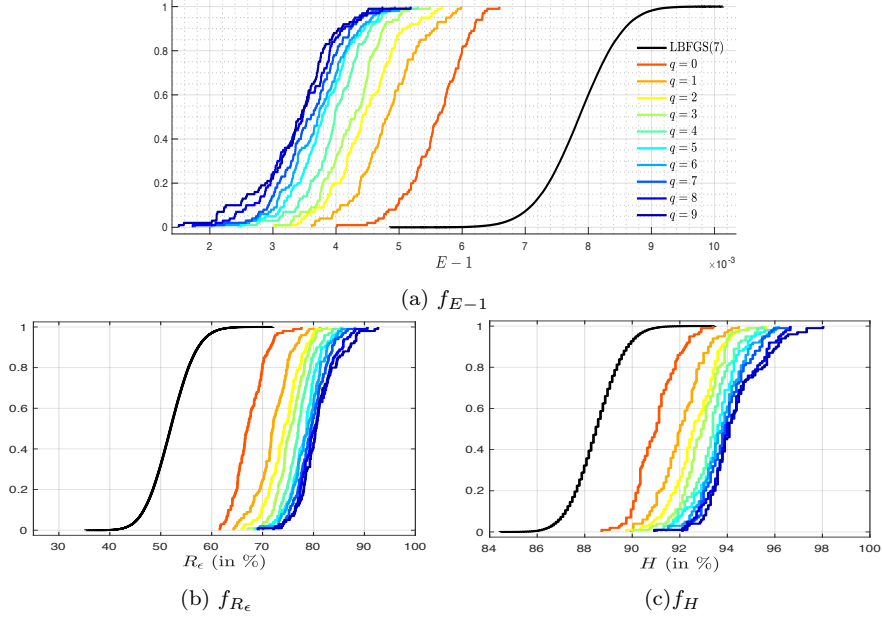 1
0.8
0.6
0.4
0.2
0
LBFGS(7)
q = 0
q = 1
q = 2
q = 3
q = 4
q = 5
q = 6
q = 7
q = 8
q = 9
2 3 4 5 6 7 8 9 10
E − 1
×10⁻³
(a) f_{E−1}
1
0.8
0.6
0.4
0.2
0
30 40 50 60 70 80 90 100
R_ϵ (in %)
(b) f_{R_ϵ}
1
0.8
0.6
0.4
0.2
0
84 86 88 90 92 94 96 98 100
H (in %)
(c)f_H